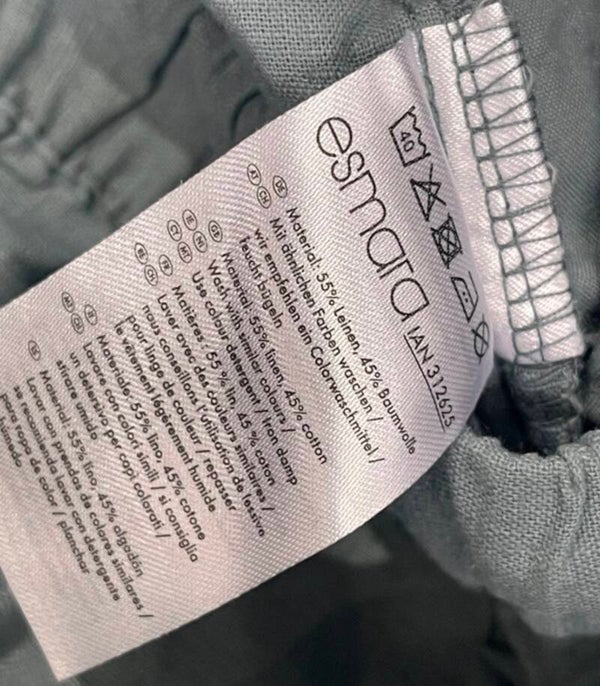 40
esmara IAN 312625
DE
Material: 55% Leinen, 45% Baumwolle
Mit ähnlichen Farben waschen /
wir empfehlen ein Colorwaschmittel /
feucht bügeln
Material: 55% linen, 45% cotton
Wash with similar colours /
Use colour detergent / Iron damp
Matières : 55 % lin, 45 % coton
Laver avec des couleurs similaires /
nous conseillons l'utilisation de lessive
pour linge de couleur / repasser
le vêtement légèrement humide
Materiale: 55% lino, 45% cotone
Lavare con colori simili / si consiglia
un detersivo per capi colorati /
stirare umido
Material: 55% lino, 45% algodón
Lavar con prendas de colores similares /
se recomienda lavar con detergente
para ropa de color / planchar
húmedo